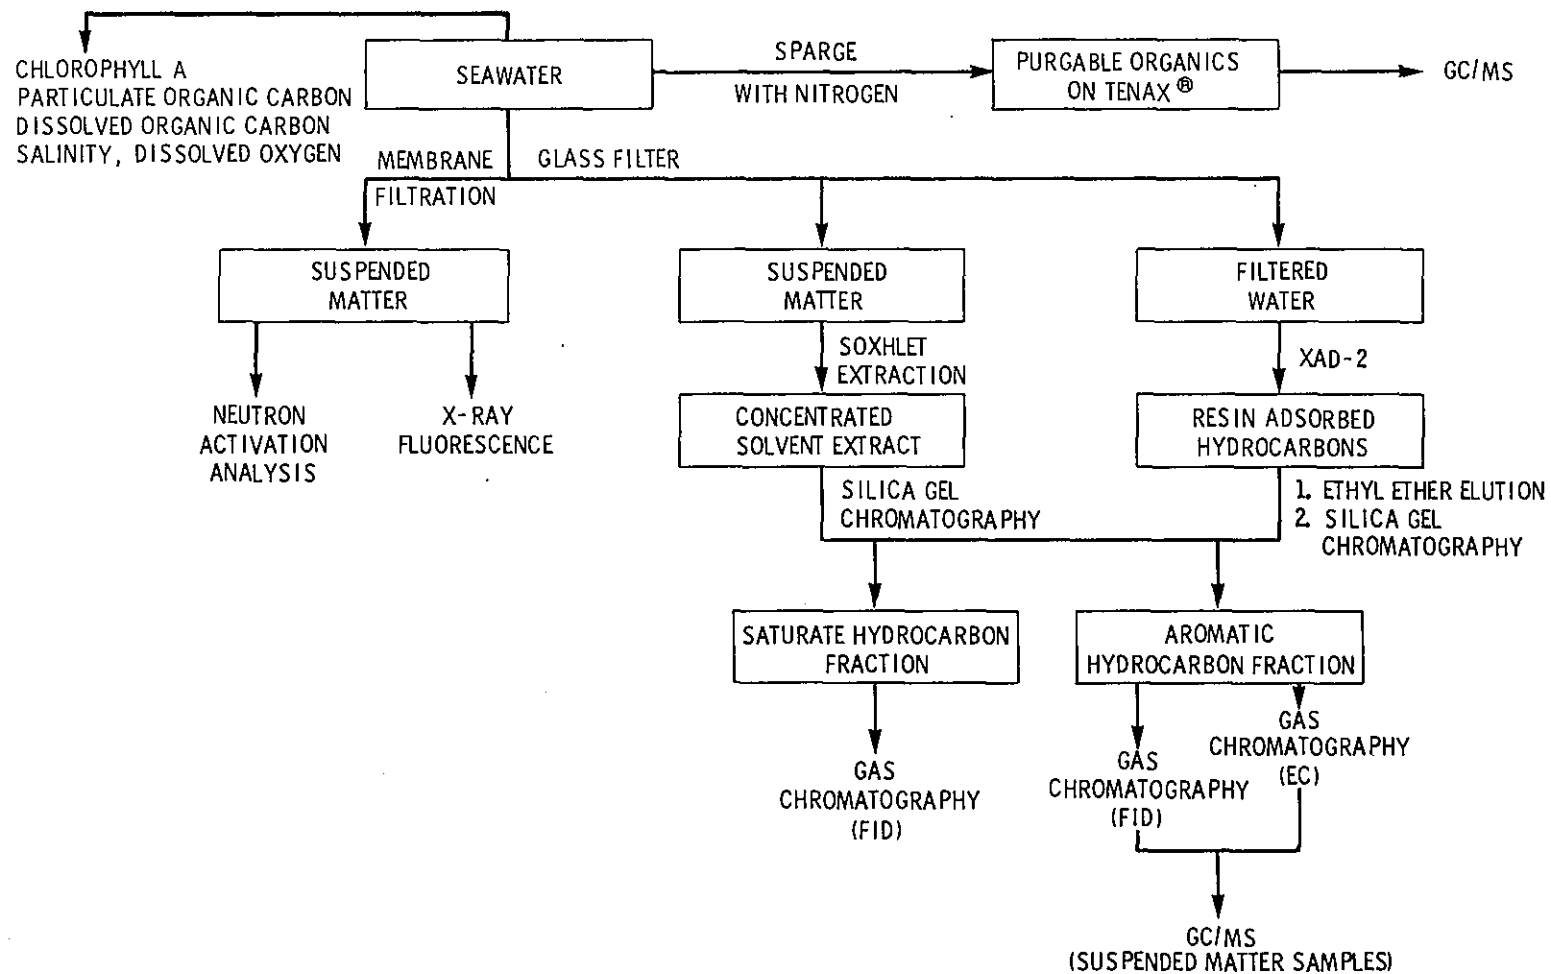 CHLOROPHYLL A
PARTICULATE ORGANIC CARBON
DISSOLVED ORGANIC CARBON
SALINITY, DISSOLVED OXYGEN
SEAWATER
SPARGE
WITH NITROGEN
PURGABLE ORGANICS
ON TENAX ®
GC/MS
MEMBRANE
FILTRATION
GLASS FILTER
SUSPENDED
MATTER
SUSPENDED
MATTER
FILTERED
WATER
NEUTRON
ACTIVATION
ANALYSIS
X-RAY
FLUORESCENCE
SOXHLET
EXTRACTION
XAD-2
CONCENTRATED
SOLVENT EXTRACT
RESIN ADSORBED
HYDROCARBONS
SILICA GEL
CHROMATOGRAPHY
1. ETHYL ETHER ELUTION
2. SILICA GEL
CHROMATOGRAPHY
SATURATE HYDROCARBON
FRACTION
AROMATIC
HYDROCARBON FRACTION
GAS
CHROMATOGRAPHY
(FID)
GAS
CHROMATOGRAPHY
(FID)
GAS
CHROMATOGRAPHY
(EC)
GC/MS
(SUSPENDED MATTER SAMPLES)